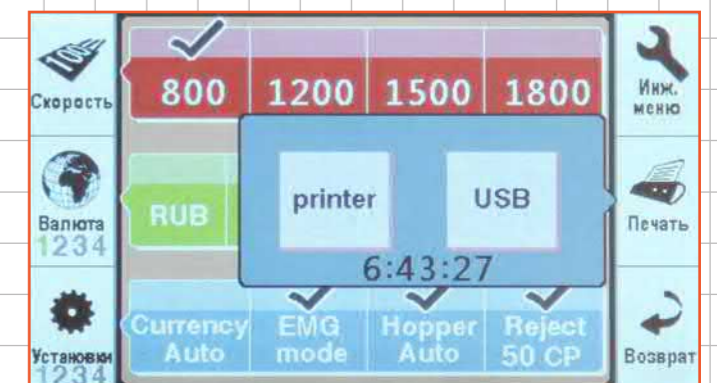 100
Скорость
800 1200 1500 1800
Инж.
меню
Валюта
1234
RUB
printer USB
6:43:27
Печать
Установки
1234
Currency
Auto
EMG
mode
Hopper
Auto
Reject
50 CP
Возврат